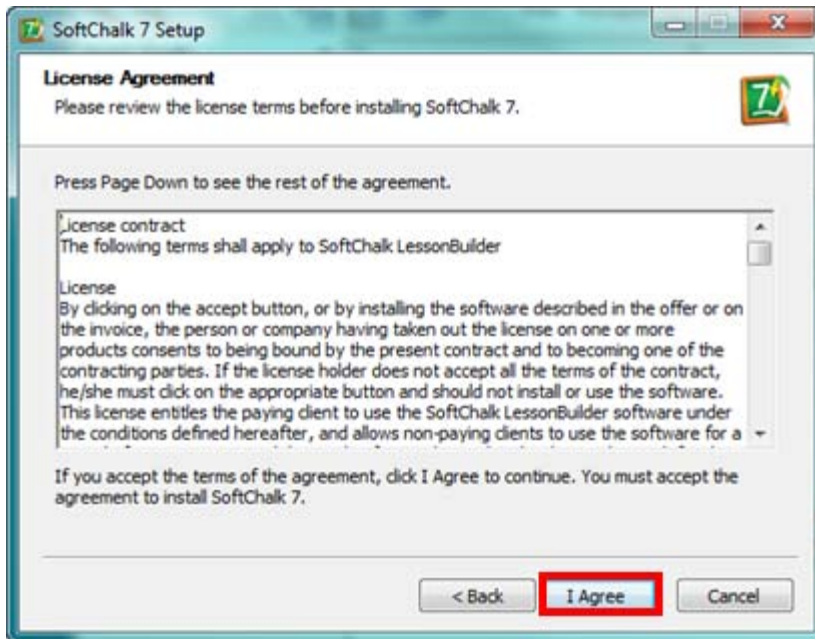 SoftChalk 7 Setup
License Agreement
Please review the license terms before installing SoftChalk 7.
7
Press Page Down to see the rest of the agreement.
License contract
The following terms shall apply to SoftChalk LessonBuilder
License
By clicking on the accept button, or by installing the software described in the offer or on
the invoice, the person or company having taken out the license on one or more
products consents to being bound by the present contract and to becoming one of the
contracting parties. If the license holder does not accept all the terms of the contract,
he/she must click on the appropriate button and should not install or use the software.
This license entitles the paying client to use the SoftChalk LessonBuilder software under
the conditions defined hereafter, and allows non-paying clients to use the software for a
If you accept the terms of the agreement, click I Agree to continue. You must accept the
agreement to install SoftChalk 7.
< Back I Agree Cancel